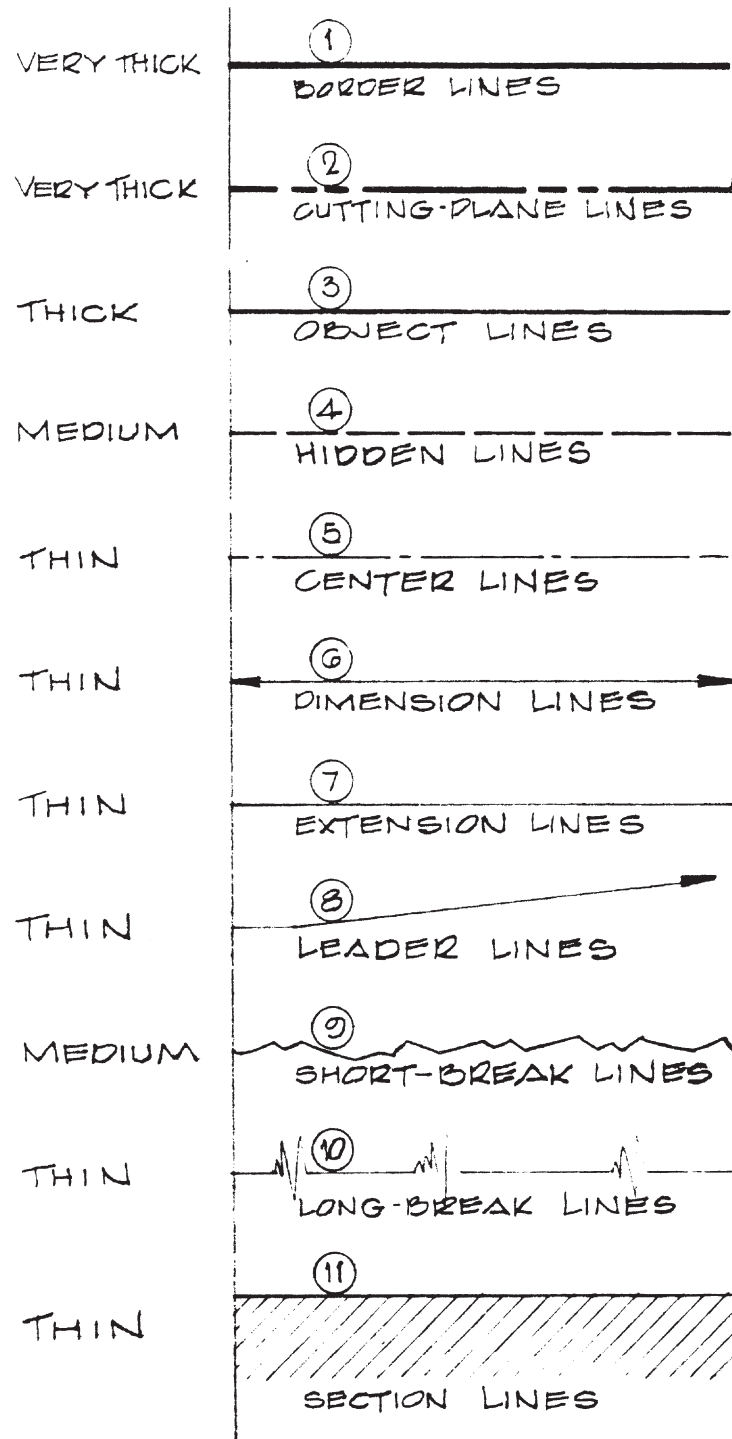 1
VERY THICK
BORDER LINES
2
VERY THICK
CUTTING-PLANE LINES
3
THICK
OBJECT LINES
4
MEDIUM
HIDDEN LINES
5
THIN
CENTER LINES
6
THIN
DIMENSION LINES
7
THIN
EXTENSION LINES
8
THIN
LEADER LINES
9
MEDIUM
SHORT-BREAK LINES
10
THIN
LONG-BREAK LINES
11
THIN
SECTION LINES